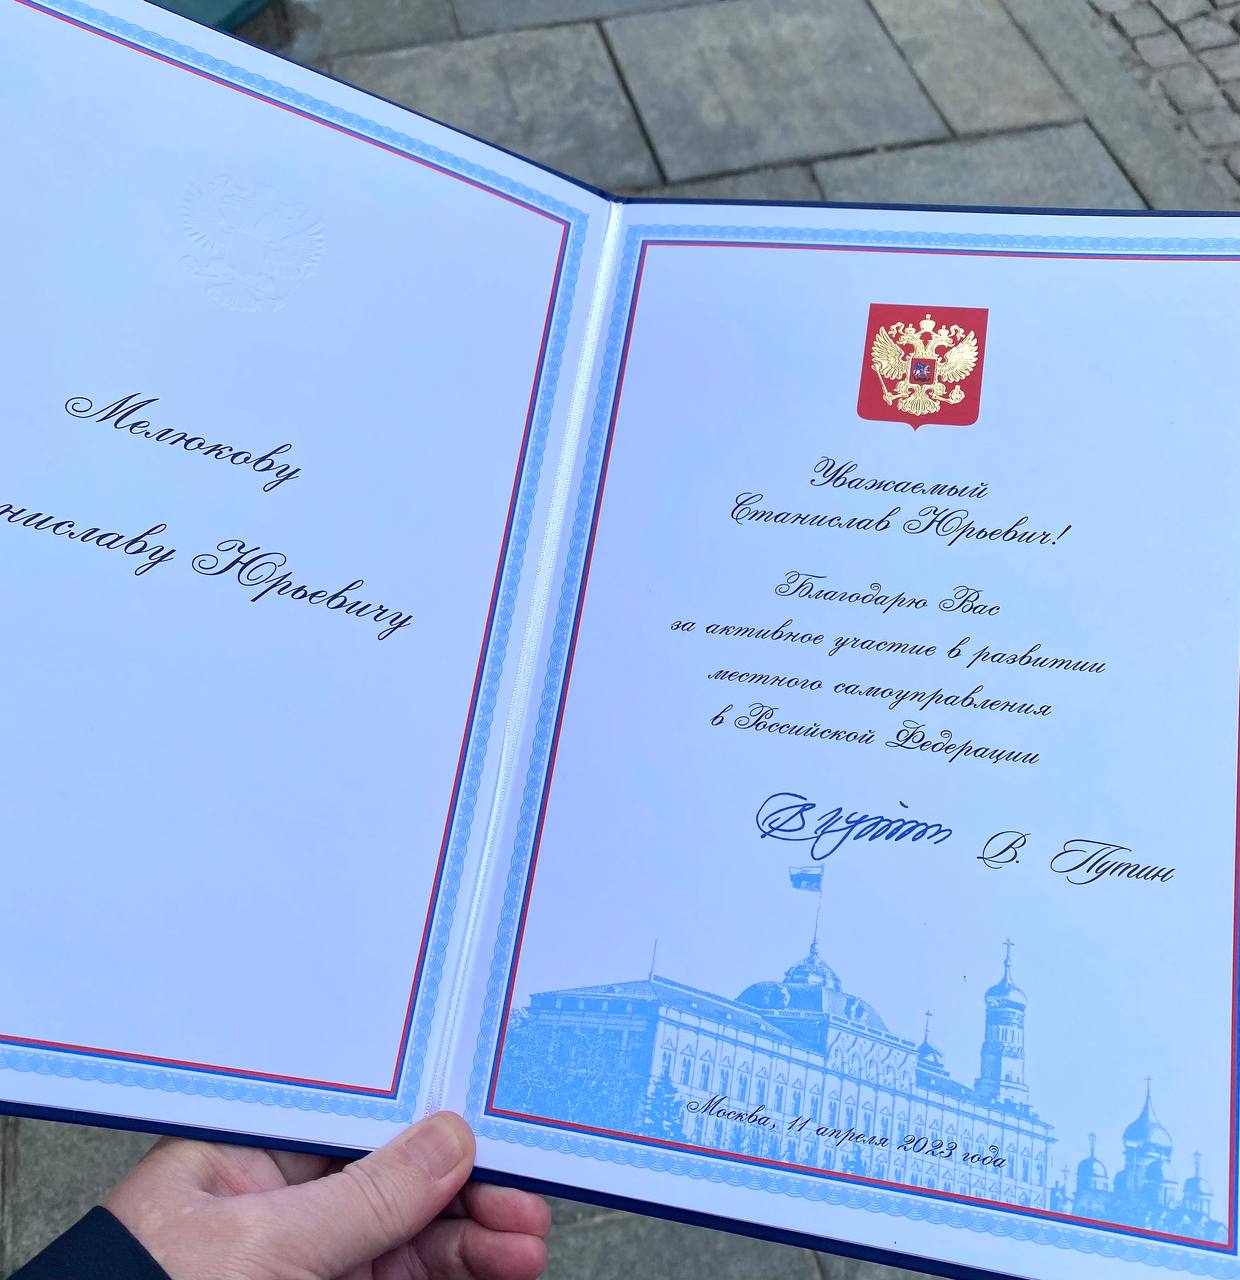 Мелюкову
ниславу Юрьевичу
Уважаемый
Станислав Юрьевич!
Благодарю Вас
за активное участие в развитии
местного самоуправления
в Российской Федерации
В. Путин
Москва, 11 апреля 2023 года